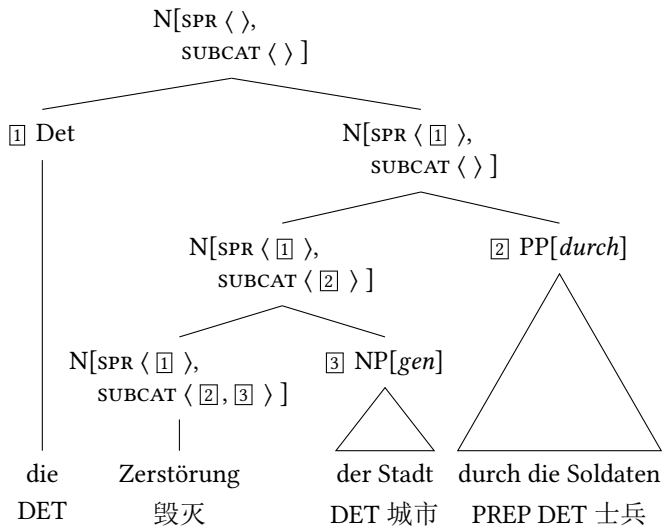 N[SPR ⟨ ⟩,
SUBCAT ⟨ ⟩ ]
1 Det
N[SPR ⟨ 1 ⟩,
SUBCAT ⟨ ⟩ ]
N[SPR ⟨ 1 ⟩,
SUBCAT ⟨ 2 ⟩ ]
2 PP[durch]
N[SPR ⟨ 1 ⟩,
SUBCAT ⟨ 2, 3 ⟩ ]
3 NP[gen]
die Zerstörung der Stadt durch die Soldaten
DET 毁灭 DET 城市 PREP DET 士兵